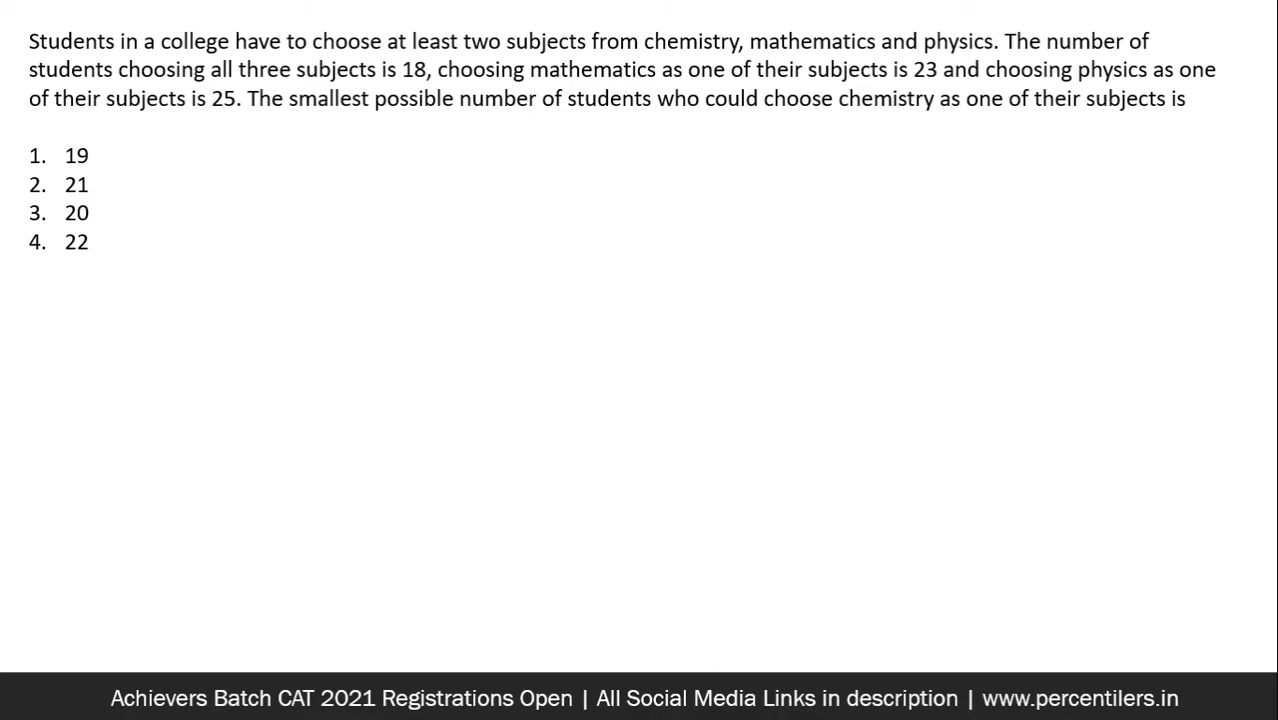 Students in a college have to choose at least two subjects from chemistry, mathematics and physics. The number of
students choosing all three subjects is 18, choosing mathematics as one of their subjects is 23 and choosing physics as one
of their subjects is 25. The smallest possible number of students who could choose chemistry as one of their subjects is
1. 19
2. 21
3. 20
4. 22
Achievers Batch CAT 2021 Registrations Open | All Social Media Links in description | www.percentilers.in